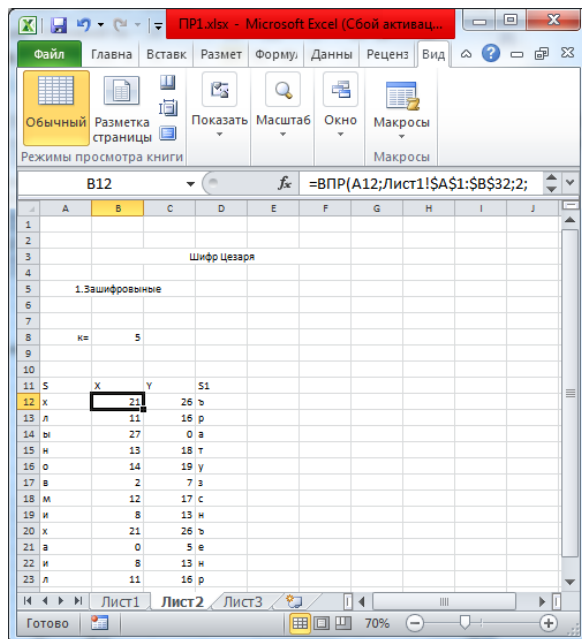 ПР1.xlsx - Microsoft Excel (Сбой активац...
Файл Главна Вставк Размет Формул Данны Реценз Вид
Обычный Разметка страницы Показать Масштаб Окно Макросы
Режимы просмотра книги Макросы
B12 fx =ВПР(A12;Лист1!$A$1:$B$32;2;
A B C D E F G H I J
1
2
3 Шифр Цезаря
4
5 1.Зашифровыные
6
7
8 к= 5
9
10
11 S X Y S1
12 х 21 26 ъ
13 л 11 16 р
14 ы 27 0 а
15 н 13 18 т
16 о 14 19 у
17 в 2 7 з
18 м 12 17 с
19 и 8 13 н
20 х 21 26 ъ
21 а 0 5 е
22 и 8 13 н
23 л 11 16 р
Лист1 Лист2 Лист3
Готово 70%